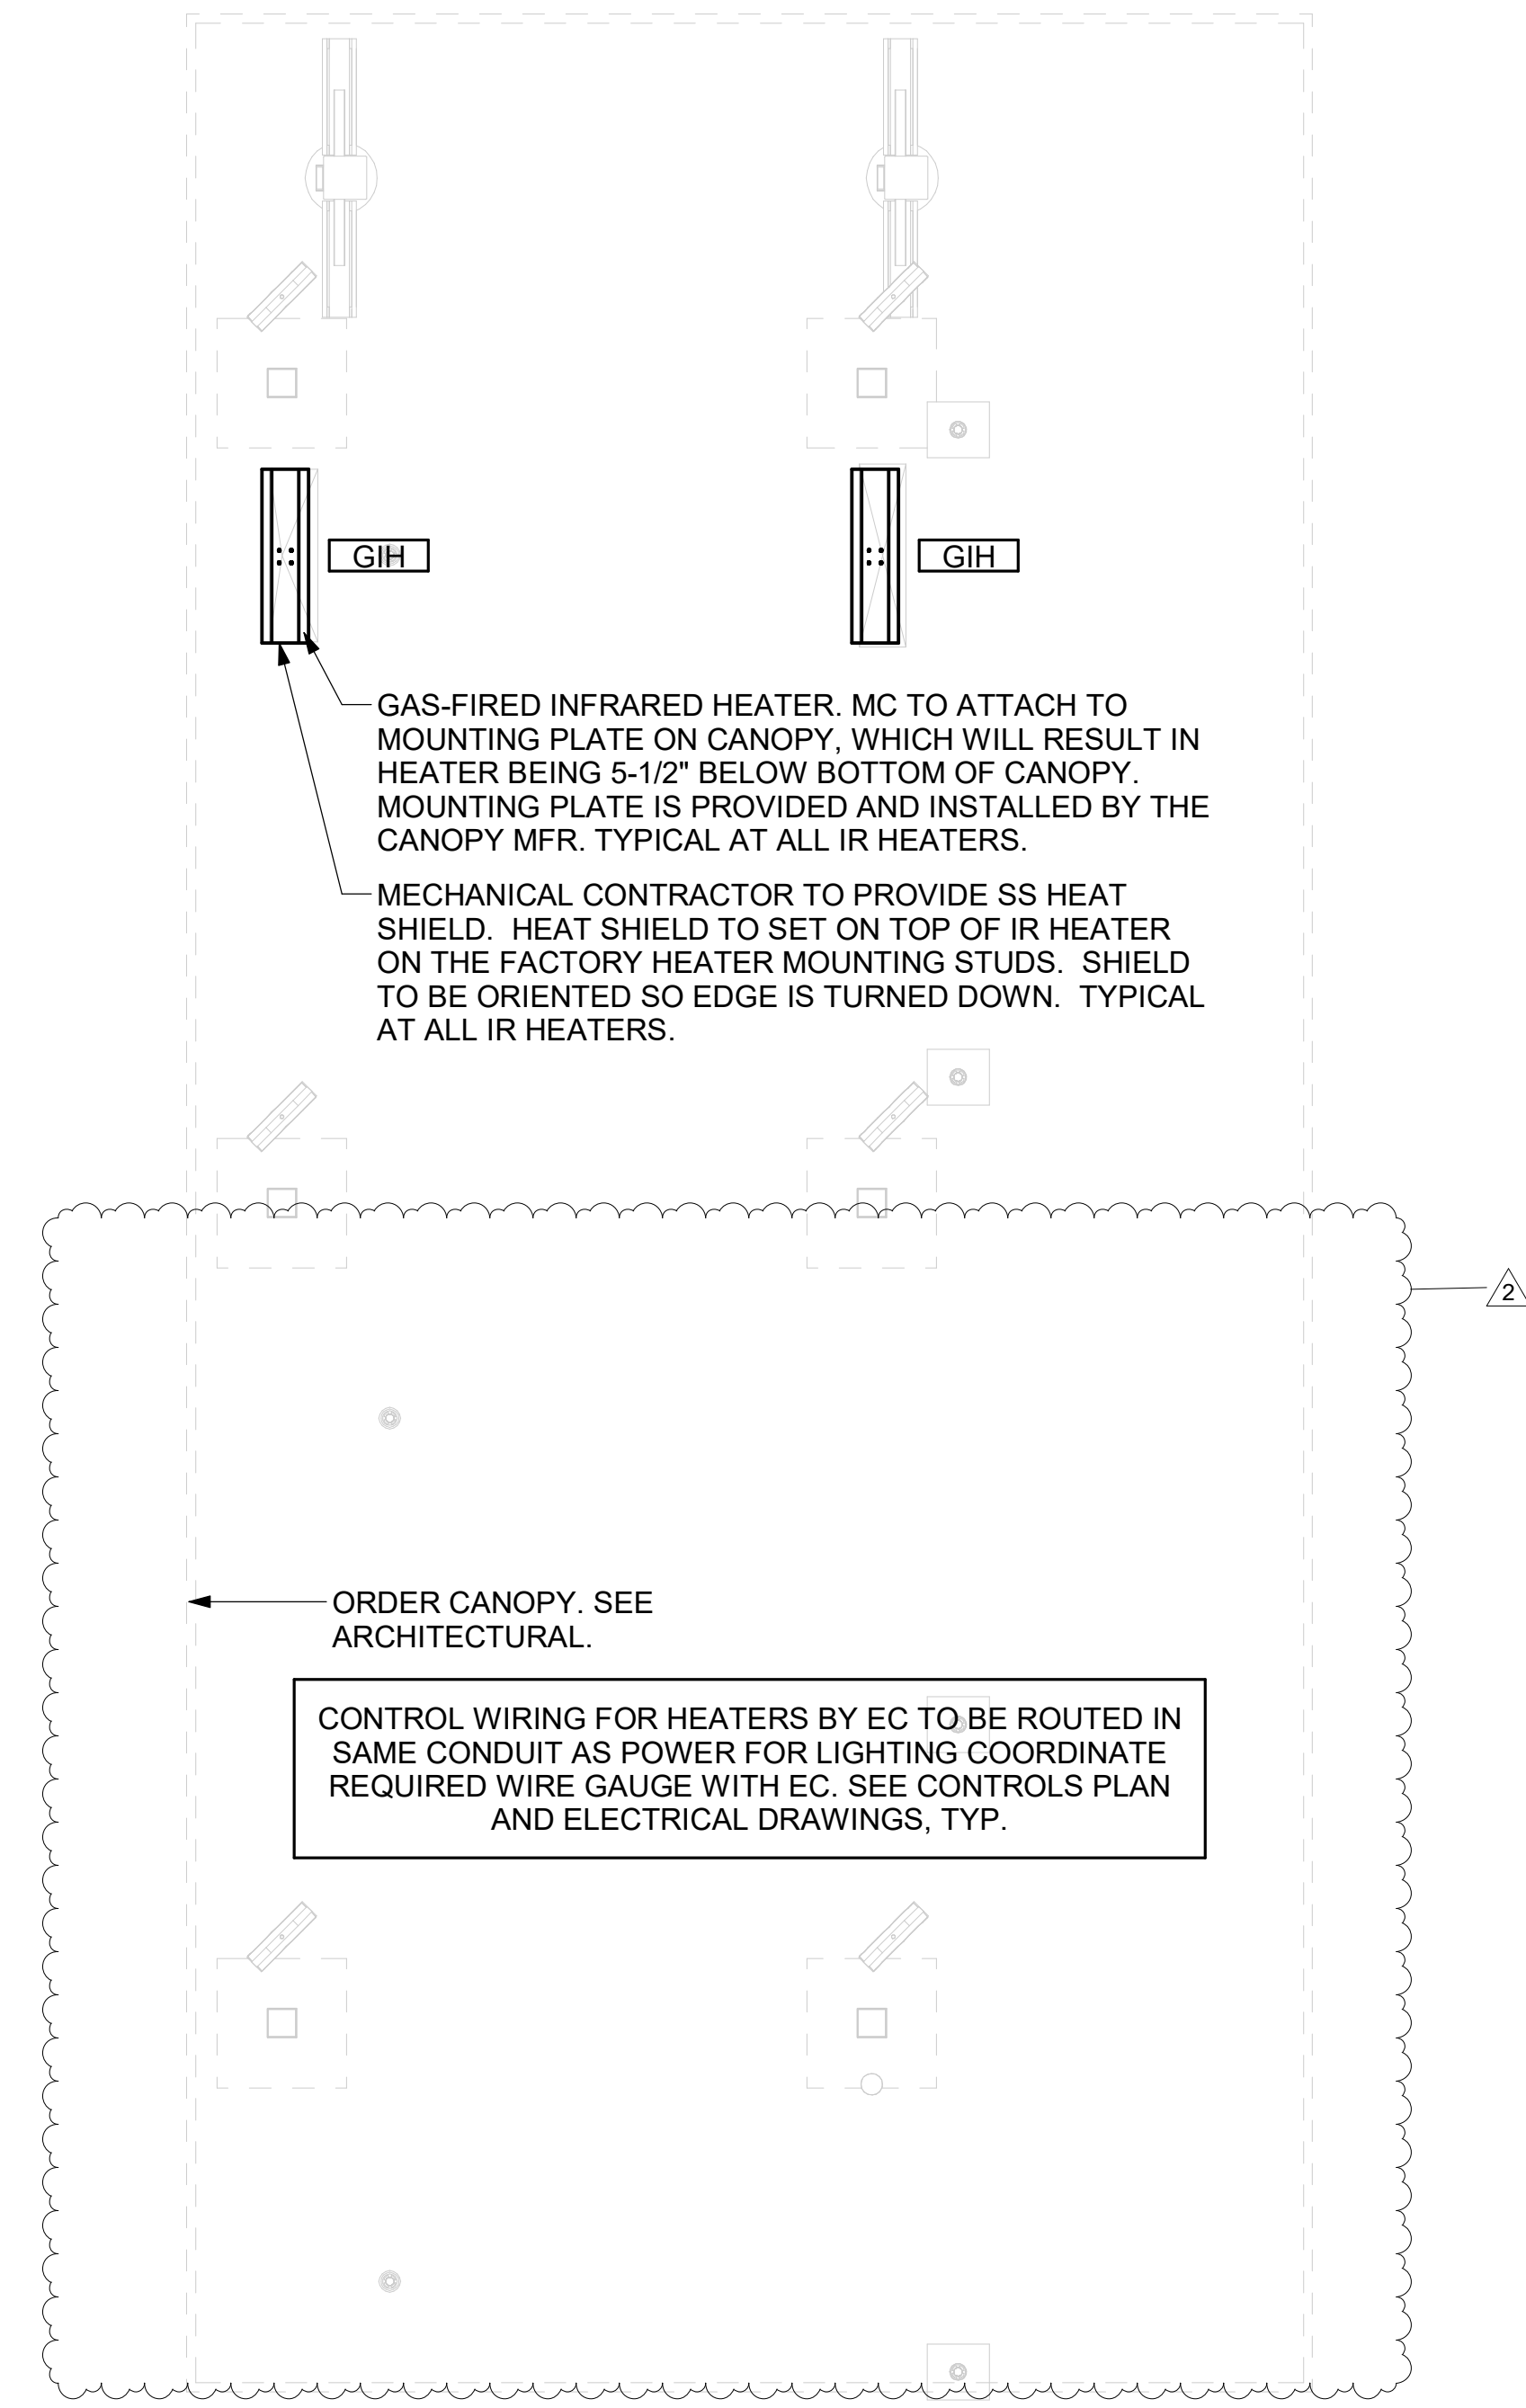 GIH
GIH
GAS-FIRED INFRARED HEATER. MC TO ATTACH TO
MOUNTING PLATE ON CANOPY, WHICH WILL RESULT IN
HEATER BEING 5-1/2" BELOW BOTTOM OF CANOPY.
MOUNTING PLATE IS PROVIDED AND INSTALLED BY THE
CANOPY MFR. TYPICAL AT ALL IR HEATERS.
MECHANICAL CONTRACTOR TO PROVIDE SS HEAT
SHIELD. HEAT SHIELD TO SET ON TOP OF IR HEATER
ON THE FACTORY HEATER MOUNTING STUDS. SHIELD
TO BE ORIENTED SO EDGE IS TURNED DOWN. TYPICAL
AT ALL IR HEATERS.
2
ORDER CANOPY. SEE
ARCHITECTURAL.
CONTROL WIRING FOR HEATERS BY EC TO BE ROUTED IN
SAME CONDUIT AS POWER FOR LIGHTING COORDINATE
REQUIRED WIRE GAUGE WITH EC. SEE CONTROLS PLAN
AND ELECTRICAL DRAWINGS, TYP.